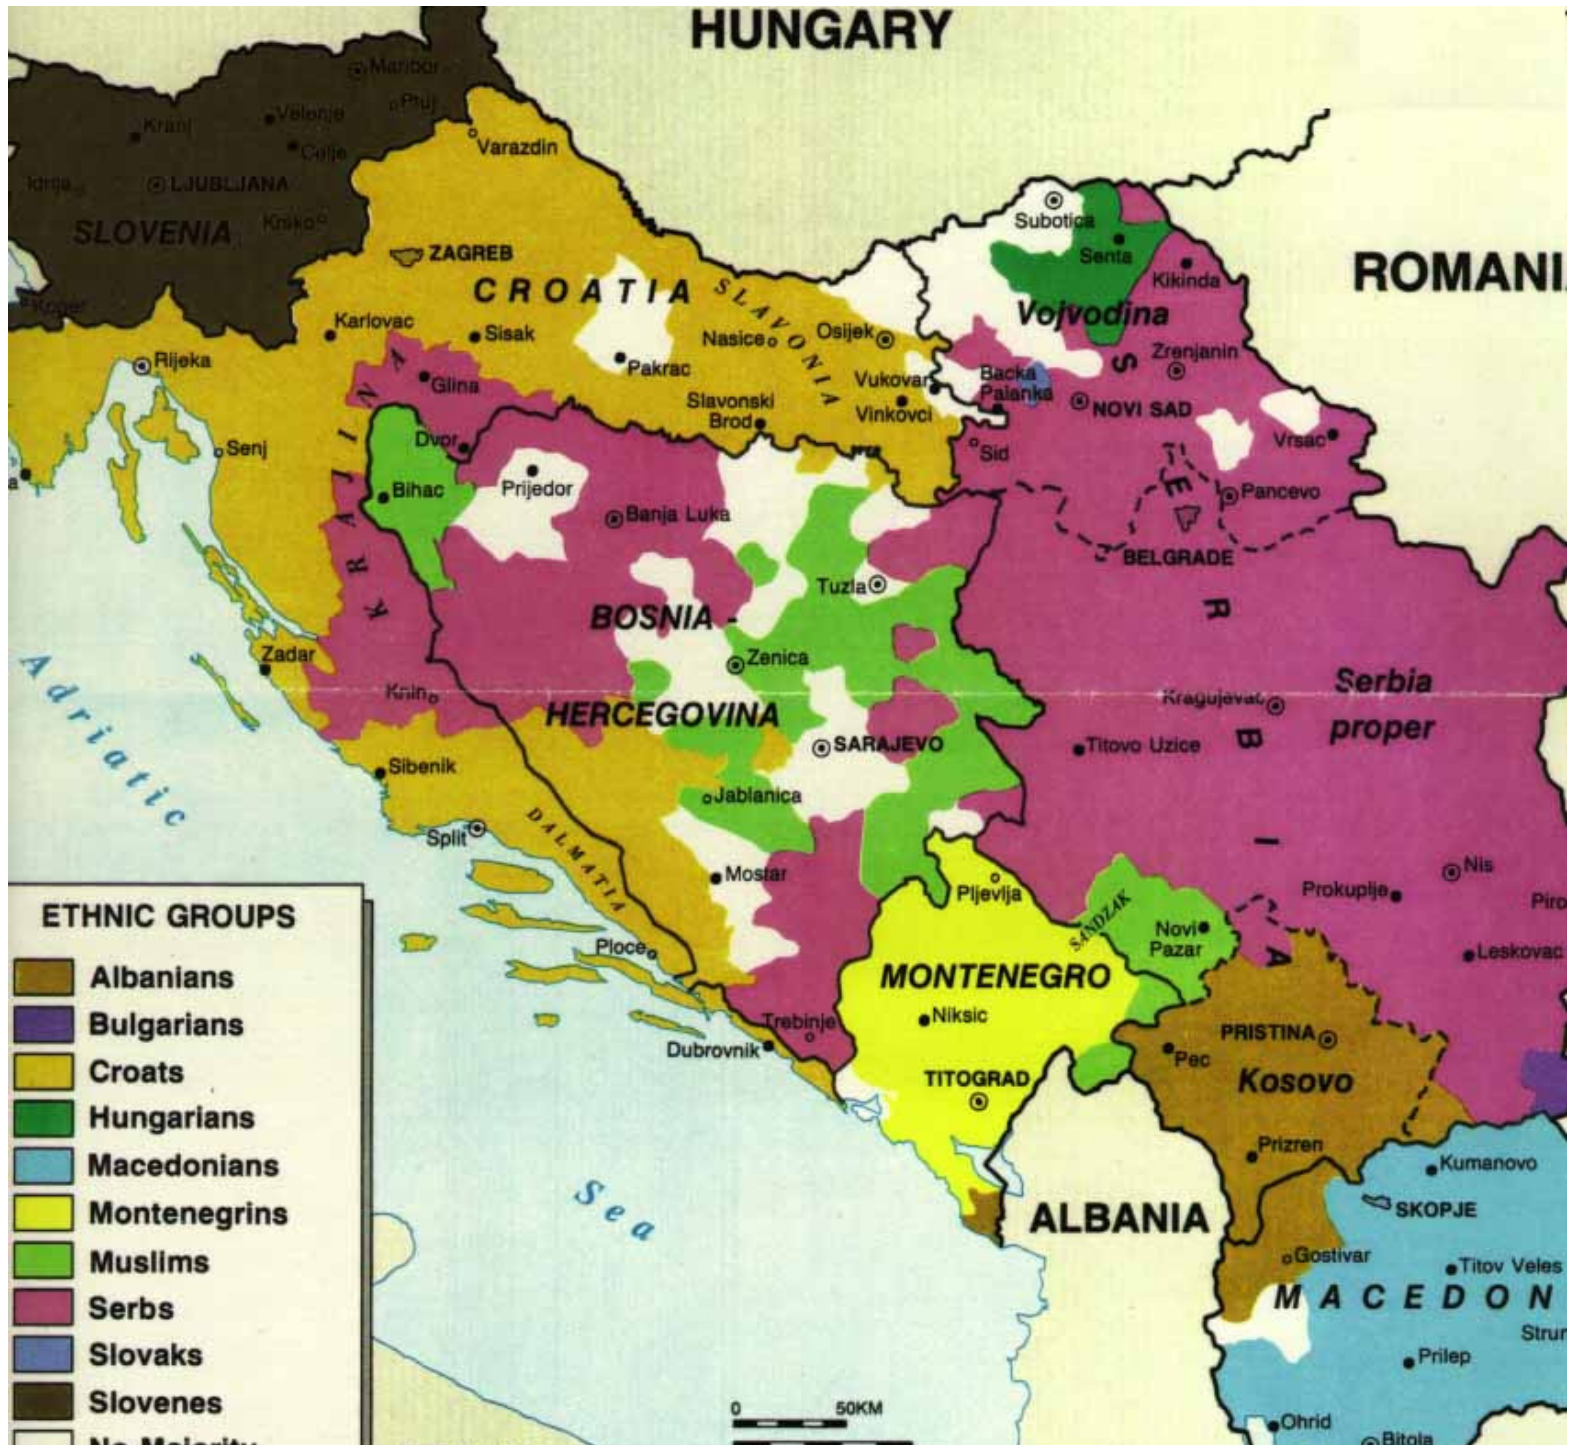 HUNGARY
Maribor
Ptuj
Velenje
Kranj
Celje
Varazdin
Idrija
LJUBLJANA
Krsko
SLOVENIA
Subotica
ZAGREB
Senta
ROMANI
Kikinda
CROATIA
SLAVONIA
Koper
Vojvodina
Karlovac
Sisak
Nasice
Osijek
Zrenjanin
Rijeka
Pakrac
Glina
Vukovar
Backa
Palanka
NOVI SAD
Slavonski
Brod
Vinkovci
KRAJINA
Dvor
Senj
Sid
Vrsac
a
Bihac
Prijedor
Pancevo
Banja Luka
BELGRADE
SERBIA
Tuzla
BOSNIA -
Zadar
Zenica
Adriatic
Knin
Kragujevac
Serbia
proper
HERCEGOVINA
SARAJEVO
Titovo Uzice
Sibenik
Jablanica
DALMATIA
Split
Mostar
Pljevlja
Nis
Prokuplje
Piro
ETHNIC GROUPS
SANDZAK
Novi
Pazar
Ploce
Leskovac
Albanians
MONTENEGRO
Bulgarians
Niksic
Trebinje
PRISTINA
Dubrovnik
Pec
Croats
TITOGRAD
Kosovo
Hungarians
Prizren
Macedonians
Kumanovo
Sea
Montenegrins
ALBANIA
SKOPJE
Muslims
Gostivar
Titov Veles
Serbs
MACEDON
Strur
Slovaks
Prilep
Slovenes
0 50KM
Ohrid
No Majority
Bitola